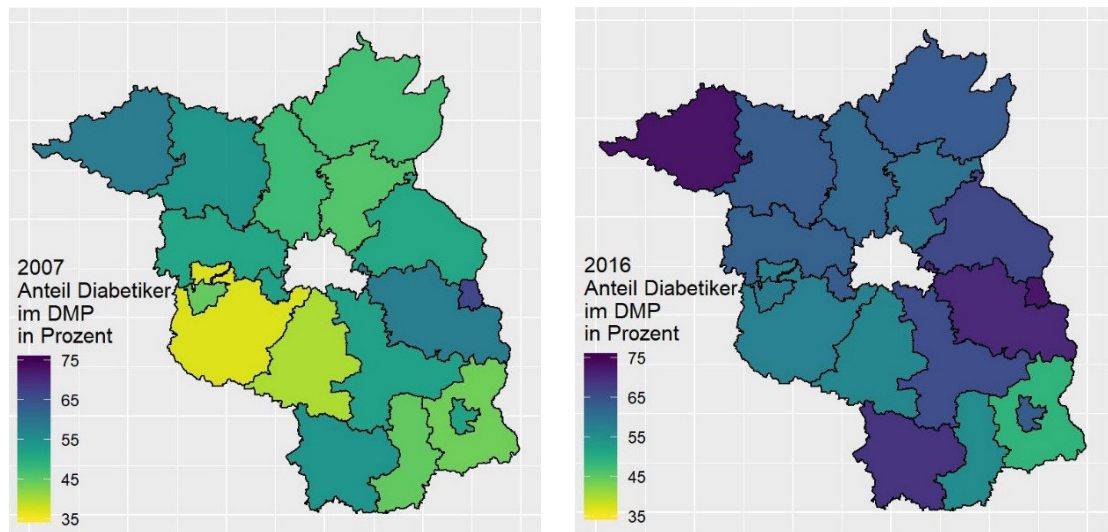 2007
Anteil Diabetiker
im DMP
in Prozent
75
65
55
45
35
2016
Anteil Diabetiker
im DMP
in Prozent
75
65
55
45
35